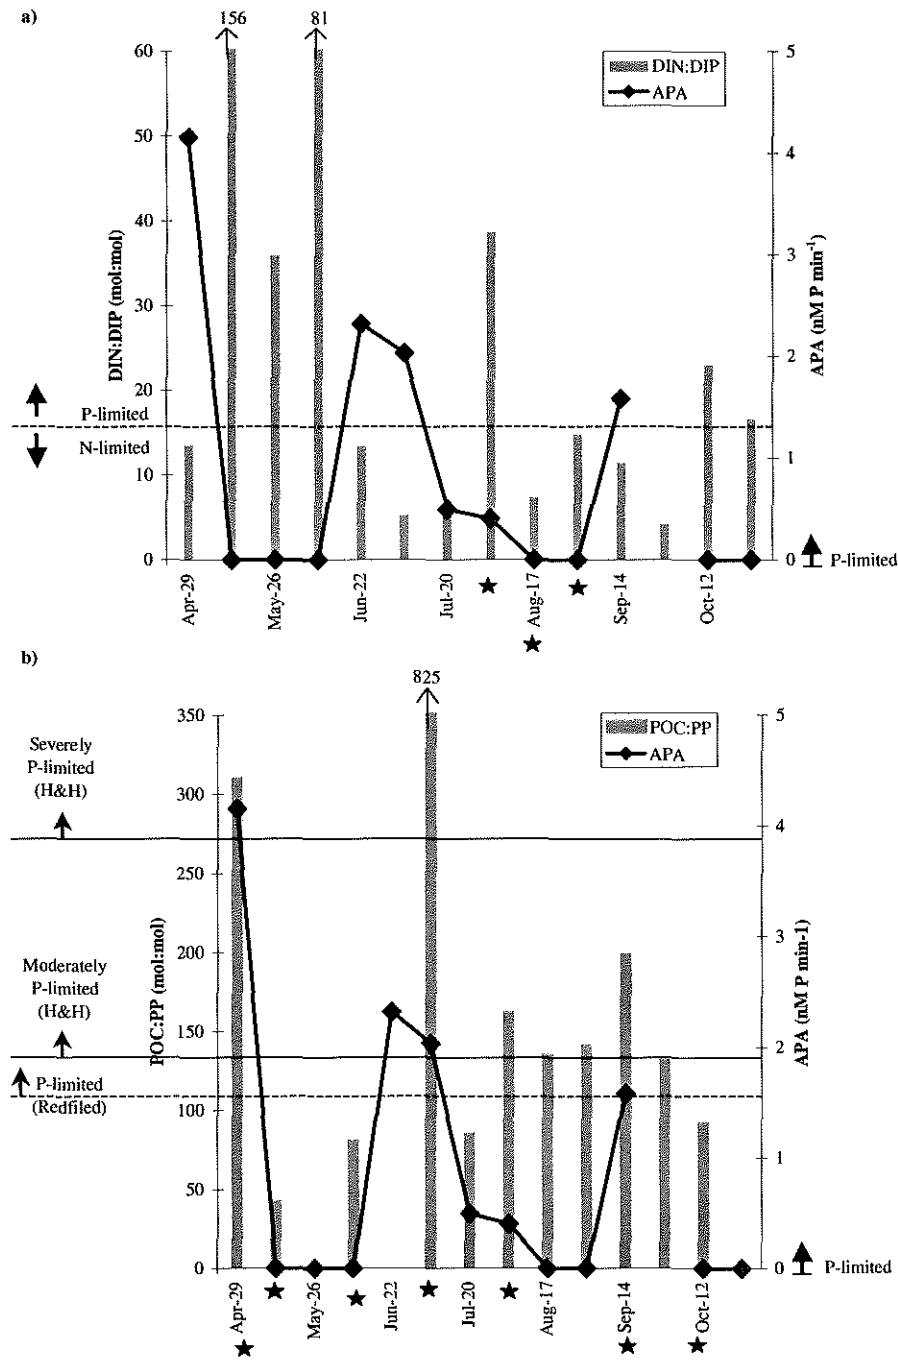 a)
156
81
60
50
40
30
20
10
0
DIN:DIP (mol:mol)
5
4
3
2
1
0
APA (nM P min⁻¹)
DIN:DIP
APA
P-limited
N-limited
P-limited
Apr-29
May-26
Jun-22
Jul-20
Aug-17
Sep-14
Oct-12
b)
825
350
300
250
200
150
100
50
0
POC:PP (mol:mol)
5
4
3
2
1
0
APA (nM P min-1)
POC:PP
APA
Severely
P-limited
(H&H)
Moderately
P-limited
(H&H)
P-limited
(Redfiled)
P-limited
Apr-29
May-26
Jun-22
Jul-20
Aug-17
Sep-14
Oct-12